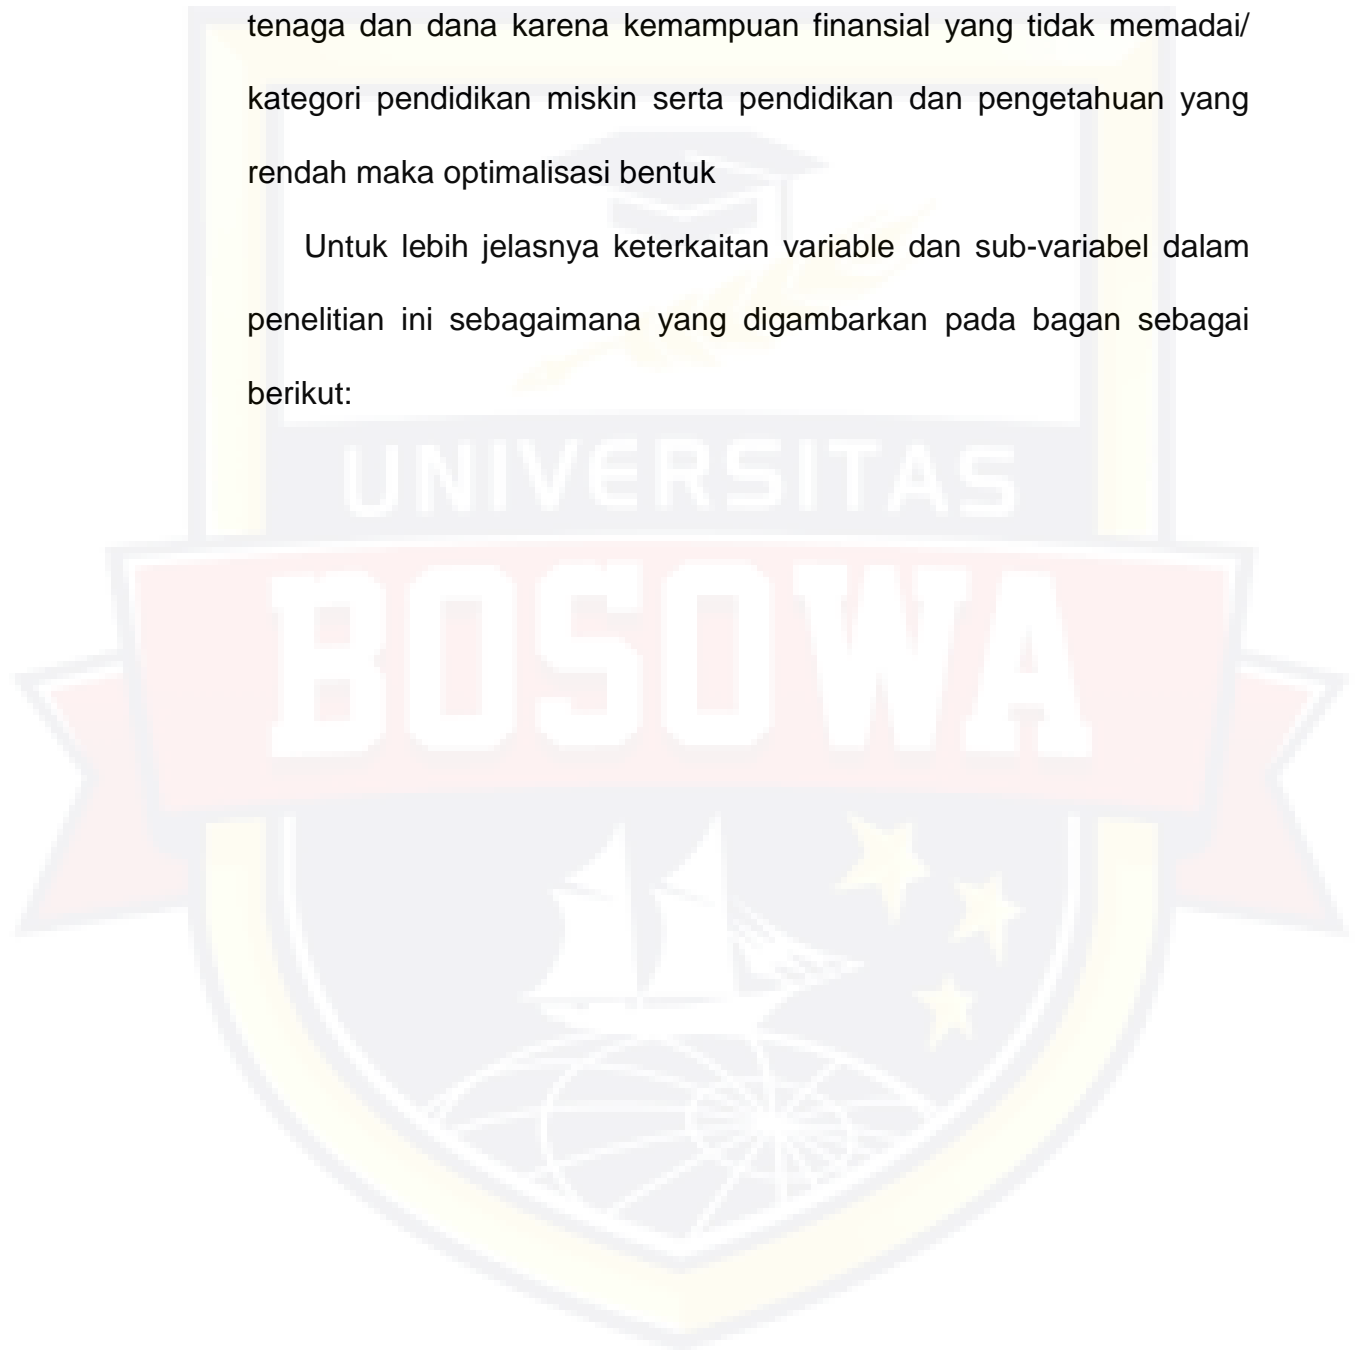 tenaga dan dana karena kemampuan finansial yang tidak memadai/
kategori pendidikan miskin serta pendidikan dan pengetahuan yang
rendah maka optimalisasi bentuk
Untuk lebih jelasnya keterkaitan variable dan sub-variabel dalam
penelitian ini sebagaimana yang digambarkan pada bagan sebagai
berikut:
UNIVERSITAS
BOSOWA